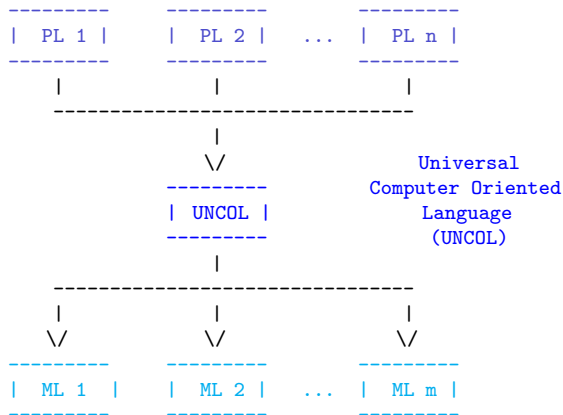 ---------       ---------       ---------
|  PL 1 |       |  PL 2 |   ...   |  PL n |
---------       ---------       ---------
|               |               |
--------------------------------
|
\/
Universal
Computer Oriented
Language
(UNCOL)
---------
| UNCOL |
---------
|
--------------------------------
|               |               |
\/              \/              \/
---------       ---------       ---------
|  ML 1  |      |  ML 2 |   ...   |  ML m |
---------       ---------       ---------